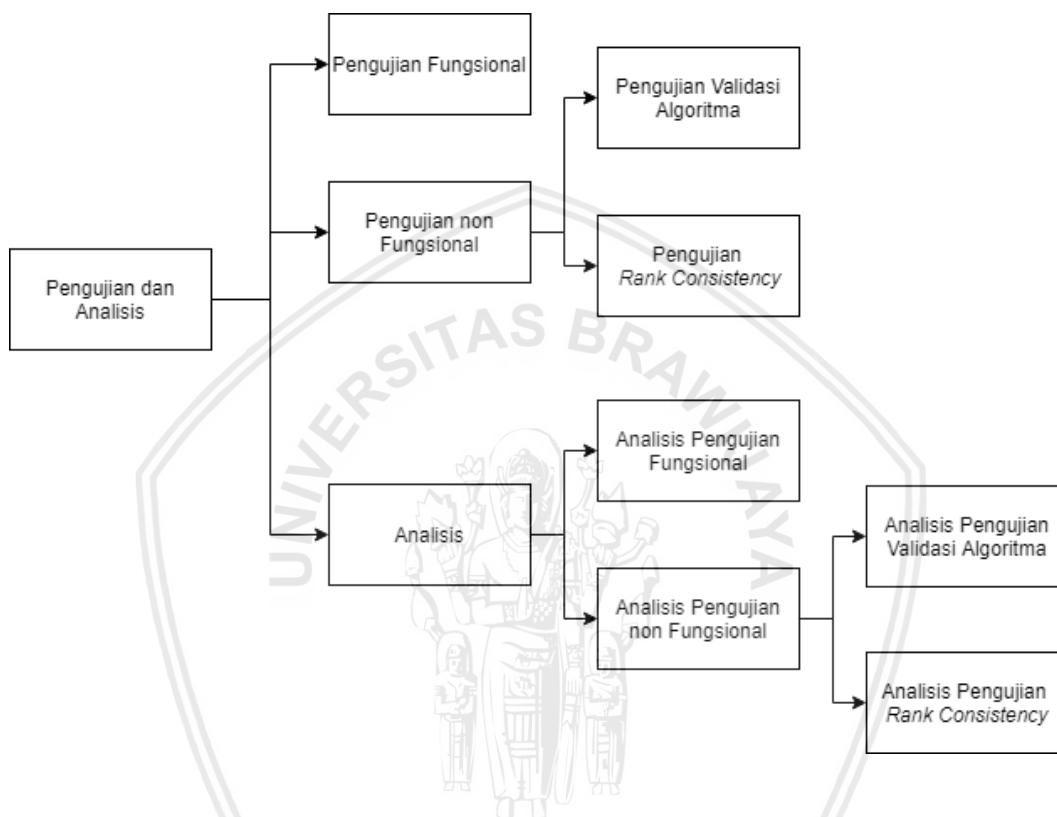 Pengujian Fungsional
Pengujian Validasi
Algoritma
Pengujian non
Fungsional
Pengujian
Rank Consistency
Pengujian dan
Analisis
UNIVERSITAS BRAWIJAYA
Analisis Pengujian
Fungsional
Analisis
Analisis Pengujian
Validasi Algoritma
Analisis Pengujian
non Fungsional
Analisis Pengujian
Rank Consistency